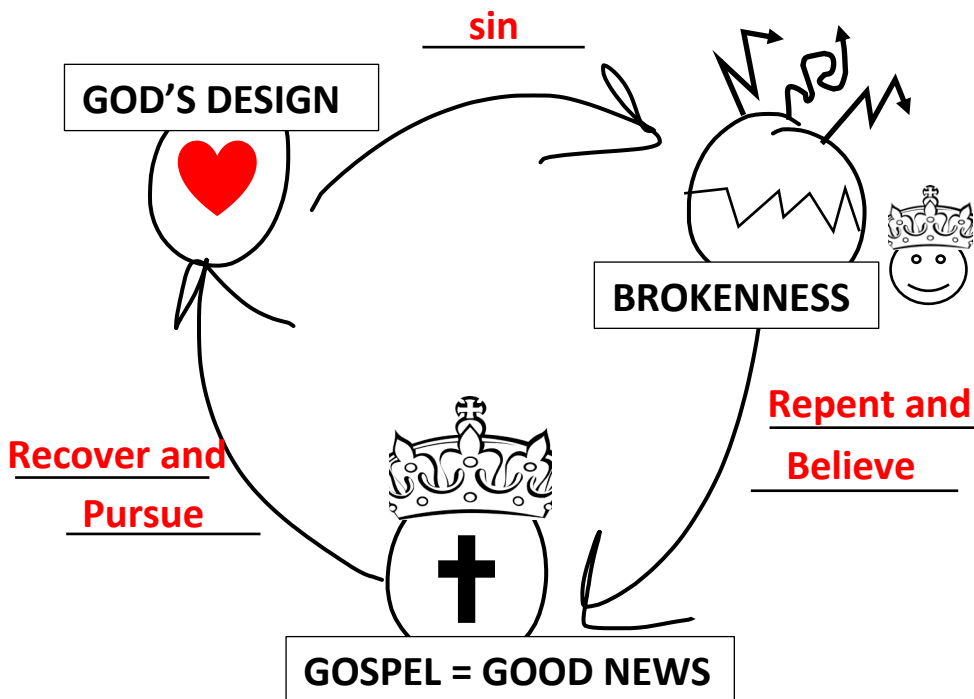 sin
GOD’S DESIGN
BROKENNESS
Repent and
Believe
Recover and
Pursue
GOSPEL = GOOD NEWS